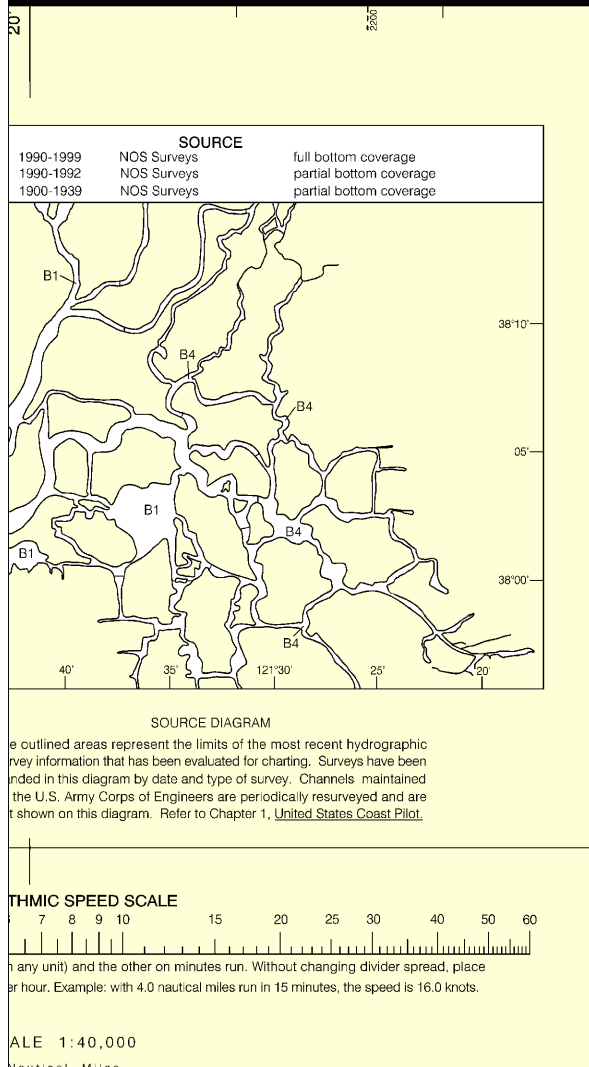 20'
2200
SOURCE
1990-1999 NOS Surveys full bottom coverage
1990-1992 NOS Surveys partial bottom coverage
1900-1939 NOS Surveys partial bottom coverage
B1
38°10'
B4
B4
05'
B1
B4
B1
38°00'
B4
40' 35' 121°30' 25' 20'
SOURCE DIAGRAM
e outlined areas represent the limits of the most recent hydrographic
rvey information that has been evaluated for charting. Surveys have been
anded in this diagram by date and type of survey. Channels maintained
the U.S. Army Corps of Engineers are periodically resurveyed and are
t shown on this diagram. Refer to Chapter 1, United States Coast Pilot.
THMIC SPEED SCALE
7 8 9 10 15 20 25 30 40 50 60
n any unit) and the other on minutes run. Without changing divider spread, place
er hour. Example: with 4.0 nautical miles run in 15 minutes, the speed is 16.0 knots.
ALE 1:40,000
Nautical Miles